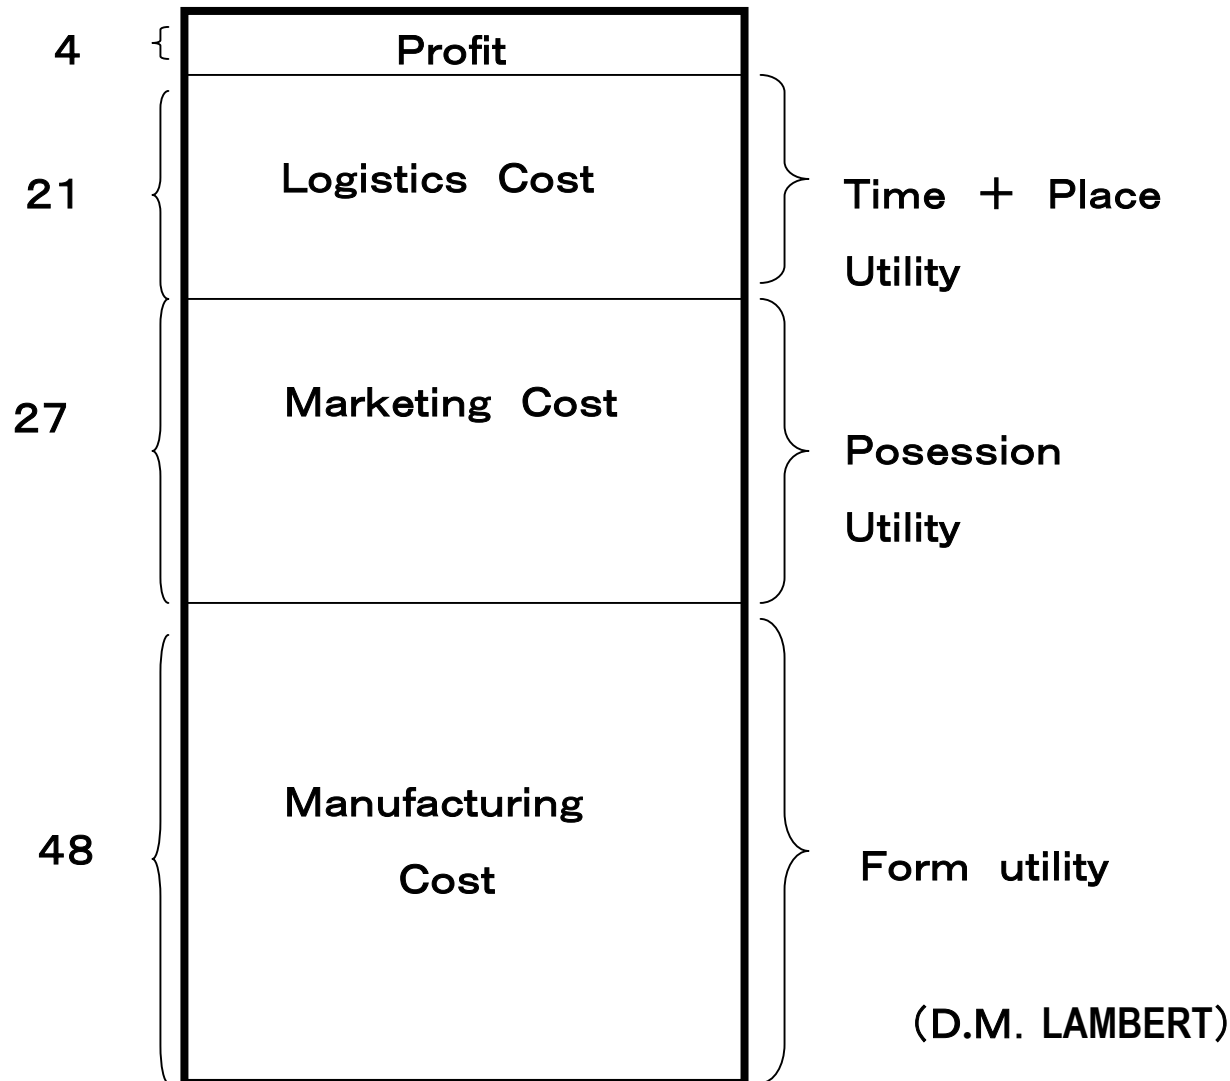 4
Profit
21
Logistics Cost
Time + Place
Utility
27
Marketing Cost
Posession
Utility
48
Manufacturing
Cost
Form utility
(D.M. LAMBERT)